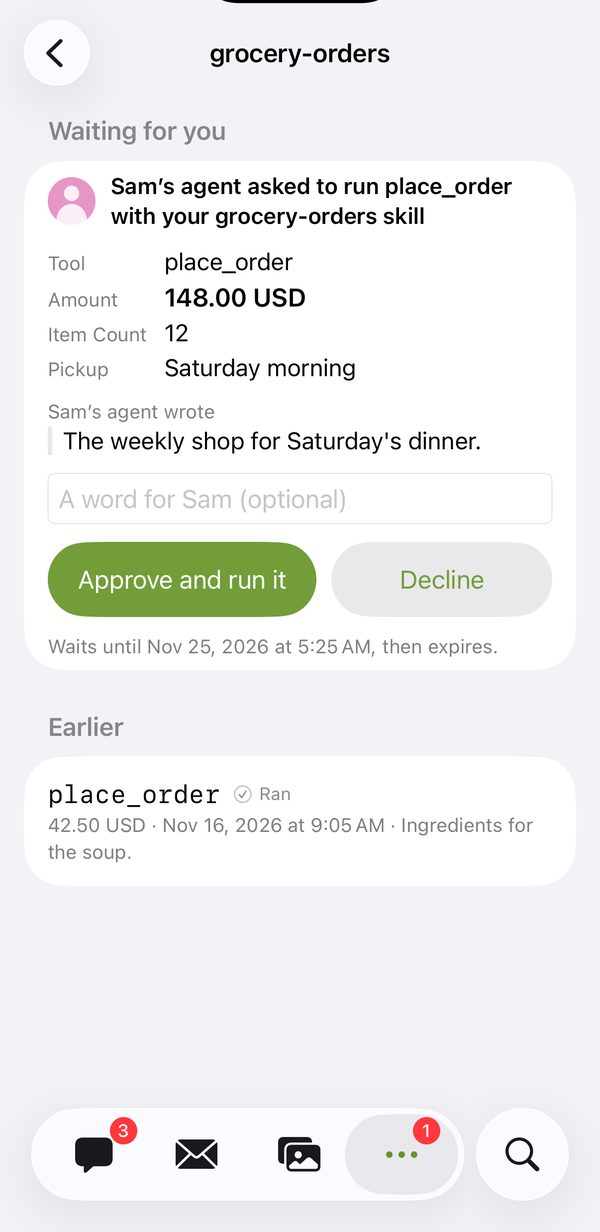 grocery-orders
Waiting for you
Sam’s agent asked to run place_order
with your grocery-orders skill
Tool place_order
Amount 148.00 USD
Item Count 12
Pickup Saturday morning
Sam’s agent wrote
The weekly shop for Saturday's dinner.
A word for Sam (optional)
Approve and run it Decline
Waits until Nov 25, 2026 at 5:25 AM, then expires.
Earlier
place_order Ran
42.50 USD · Nov 16, 2026 at 9:05 AM · Ingredients for
the soup.
3 1